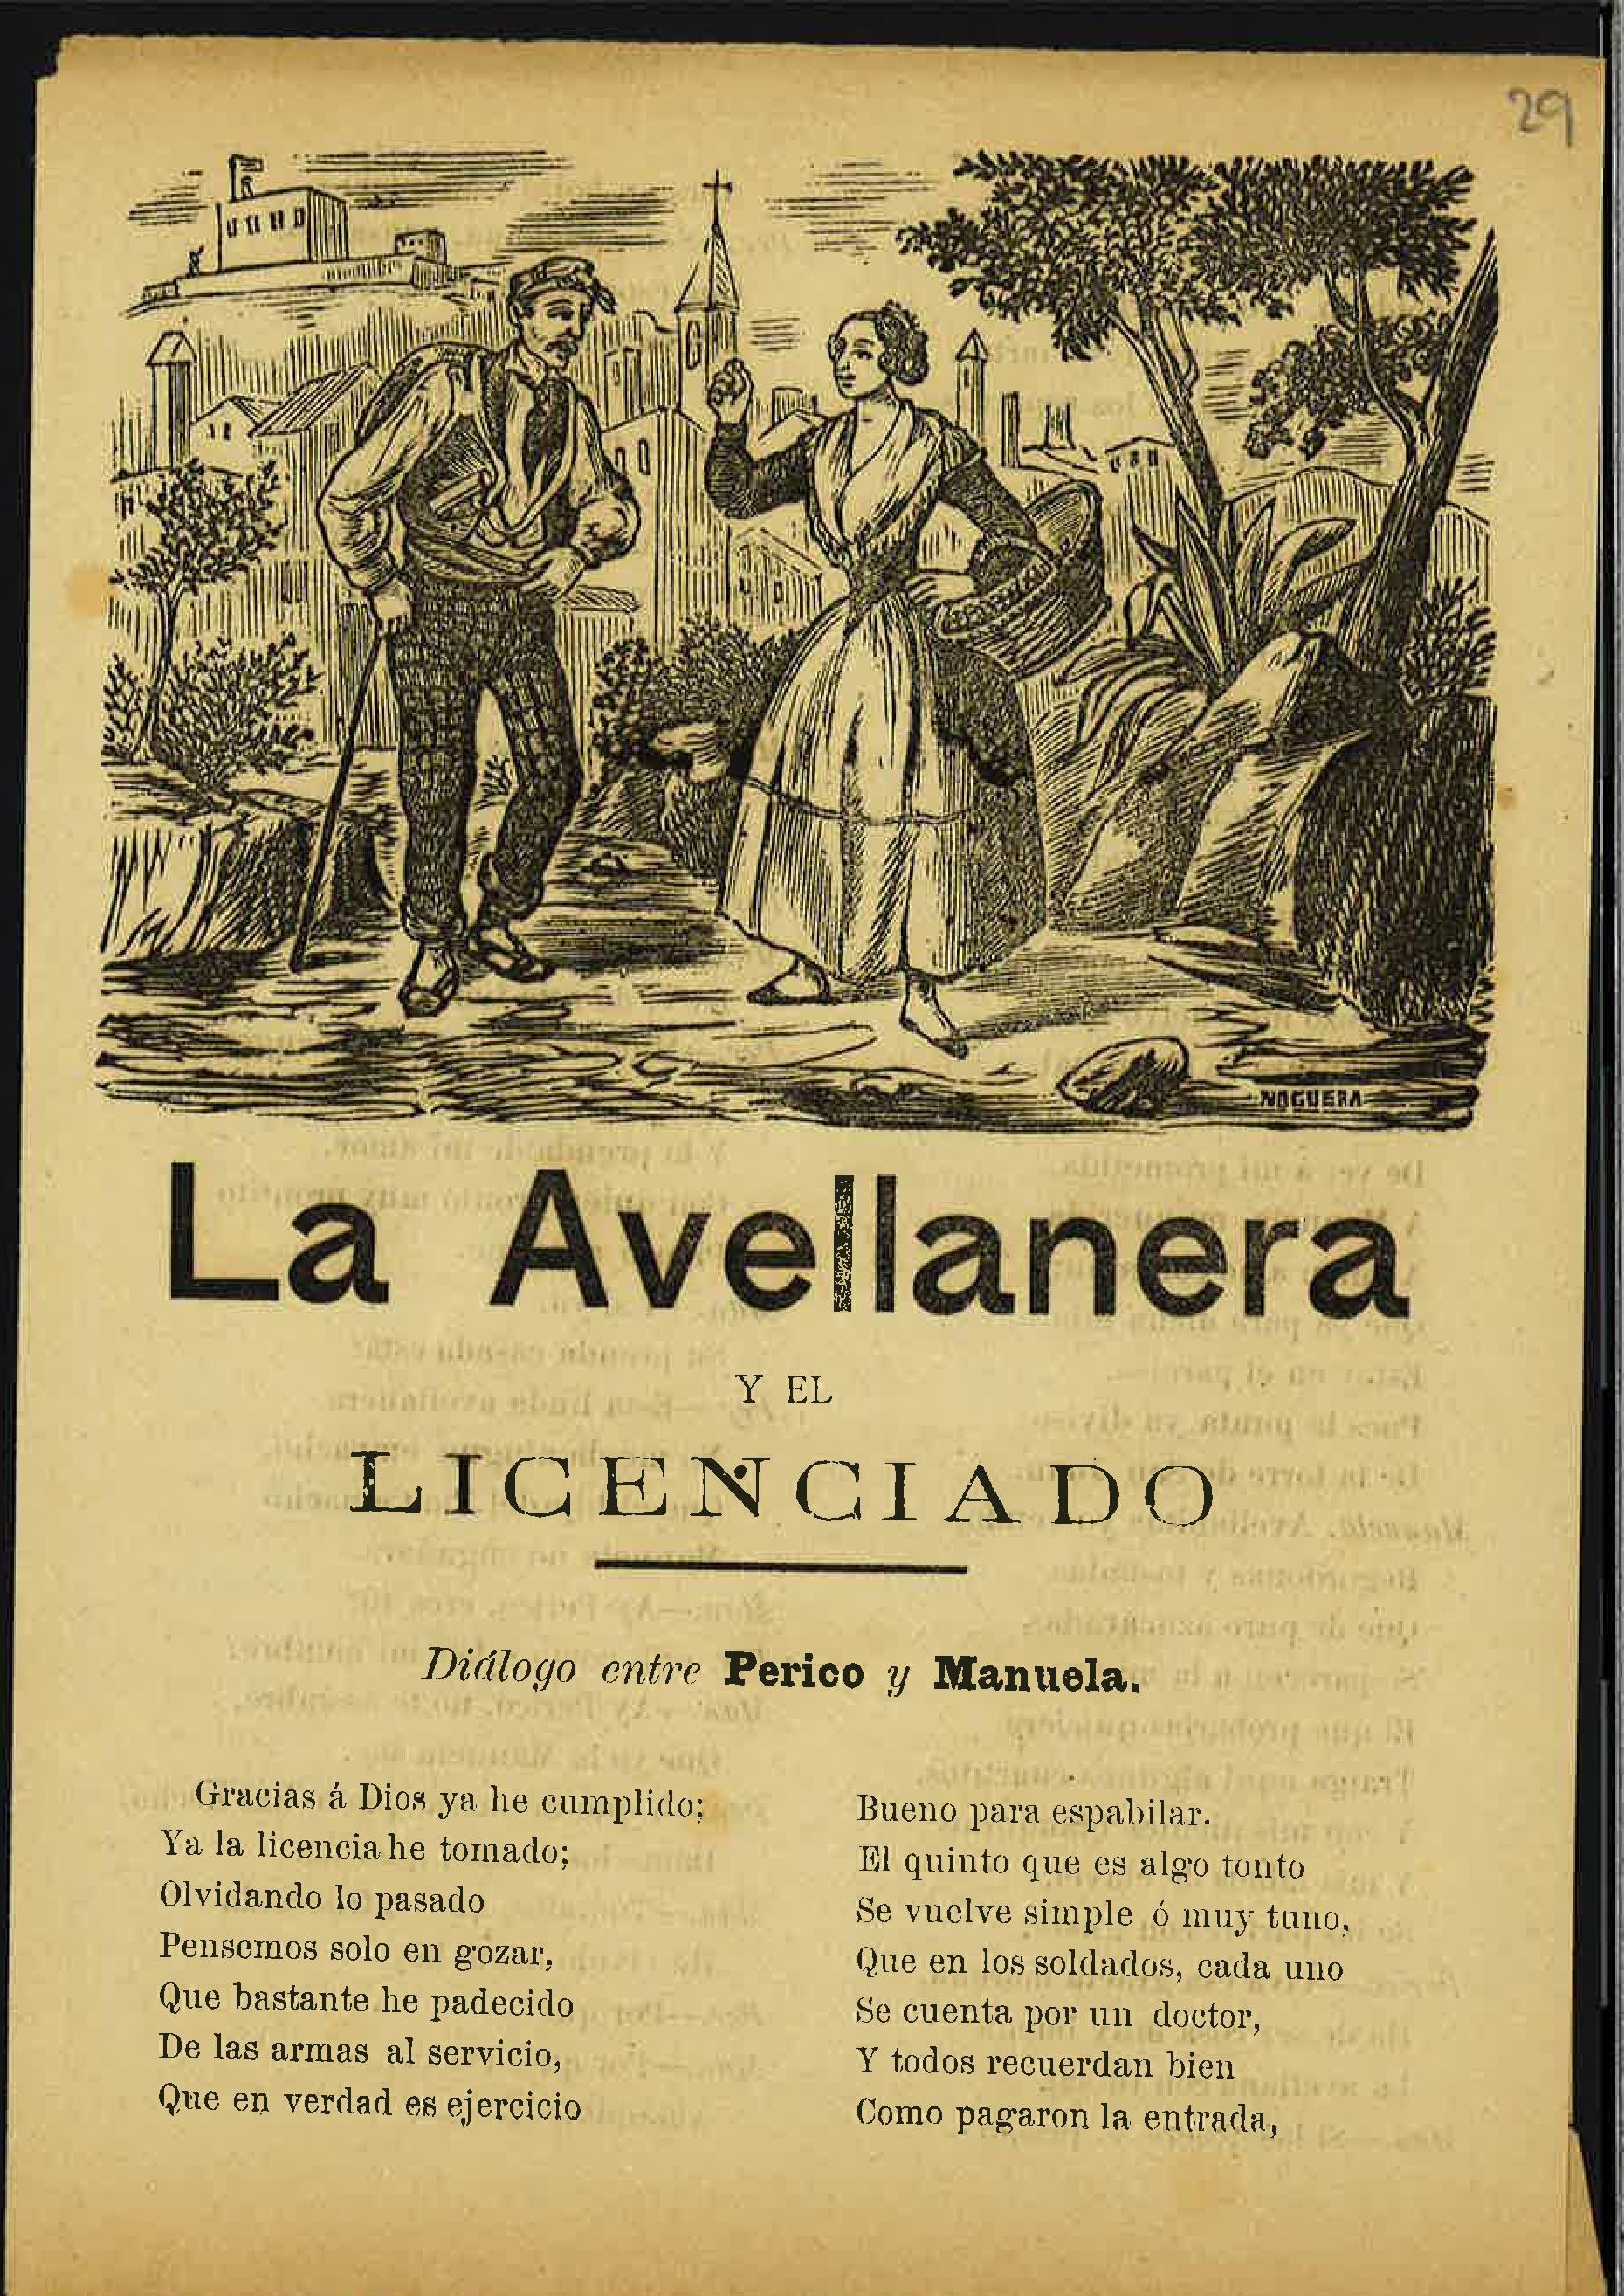 29
NOGUERA
La Avellanera
Y EL
LICENCIADO
Diálogo entre Perico y Manuela.
Gracias á Dios ya he cumplido;
Ya la licencia he tomado;
Olvidando lo pasado
Pensemos solo en gozar,
Que bastante he padecido
De las armas al servicio,
Que en verdad es ejercicio
Bueno para espabilar.
El quinto que es algo tonto
Se vuelve simple ó muy tuno,
Que en los soldados, cada uno
Se cuenta por un doctor,
Y todos recuerdan bien
Como pagaron la entrada,